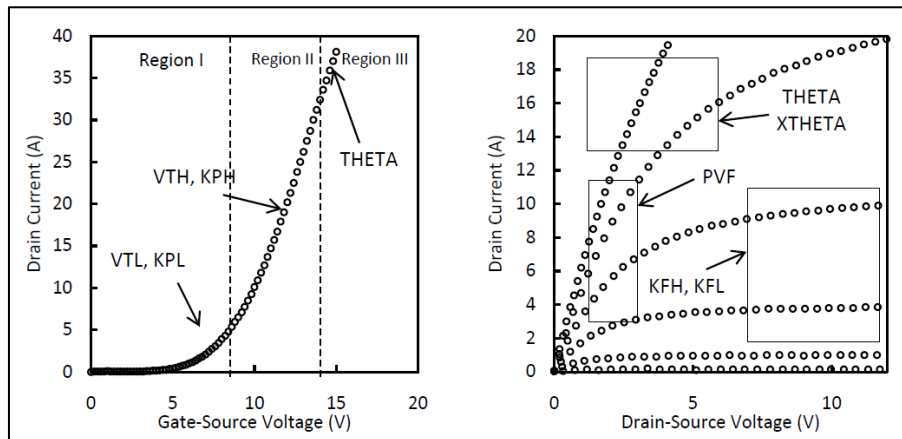 40
35
30
25
20
15
10
5
0
Drain Current (A)
Region I
Region II
Region III
THETA
VTH, KPH
VTL, KPL
0 5 10 15 20
Gate-Source Voltage (V)
20
18
16
14
12
10
8
6
4
2
0
Drain Current (A)
THETA
XTHETA
PVF
KFH, KFL
0 5 10
Drain-Source Voltage (V)